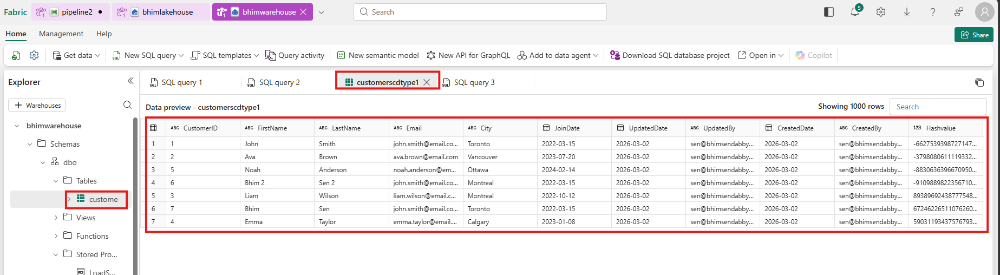 Fabric 1 pipeline2 1 bhimlakehouse 1 bhimwarehouse Search 5
Home Management Help Share
Get data New SQL query SQL templates Query activity New semantic model New API for GraphQL Add to data agent Download SQL database project Open in Copilot
Explorer SQL query 1 SQL query 2 customerscdtype1 SQL query 3
+ Warehouses Data preview - customerscdtype1 Showing 1000 rows Search
bhimwarehouse
Schemas
dbo
Tables
custome
Views
Functions
Stored Pro...
LoadS...
ABC CustomerID ABC FirstName ABC LastName ABC Email ABC City JoinDate UpdatedDate ABC UpdatedBy CreatedDate ABC CreatedBy 123 Hashvalue
1 1 John Smith john.smith@email.co... Toronto 2022-03-15 2026-03-02 sen@bhimsendabby... 2026-03-02 sen@bhimsendabby... -6627539398727147...
2 2 Ava Brown ava.brown@email.com Vancouver 2023-07-20 2026-03-02 sen@bhimsendabby... 2026-03-02 sen@bhimsendabby... -3798080611119332...
3 5 Noah Anderson noah.anderson@em... Ottawa 2024-02-14 2026-03-02 sen@bhimsendabby... 2026-03-02 sen@bhimsendabby... -8830636396670950...
4 6 Bhim 2 Sen 2 john.smith@email.co... Montreal 2022-03-15 2026-03-02 sen@bhimsendabby... 2026-03-02 sen@bhimsendabby... -9109889822356710...
5 3 Liam Wilson liam.wilson@email.c... Montreal 2022-10-12 2026-03-02 sen@bhimsendabby... 2026-03-02 sen@bhimsendabby... 89389692438777548...
6 7 Bhim Sen john.smith@email.co... Toronto 2022-03-15 2026-03-02 sen@bhimsendabby... 2026-03-02 sen@bhimsendabby... 67246226511076260...
7 4 Emma Taylor emma.taylor@email.... Calgary 2023-01-08 2026-03-02 sen@bhimsendabby... 2026-03-02 sen@bhimsendabby... 59031193437576793...